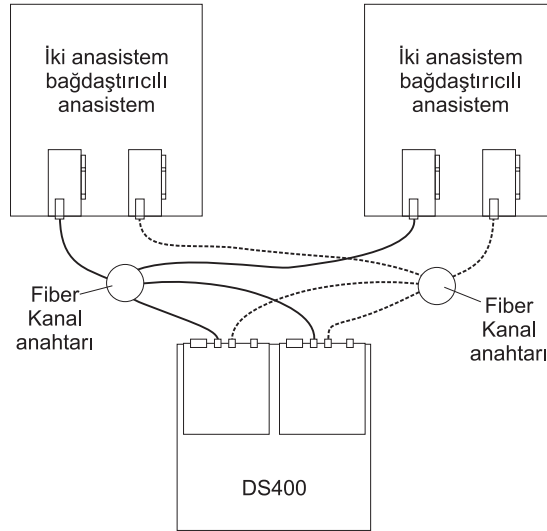 İki anasistem
bağdaştırıcılı
anasistem
İki anasistem
bağdaştırıcılı
anasistem
Fiber
Kanal
anahtarı
Fiber
Kanal
anahtarı
DS400